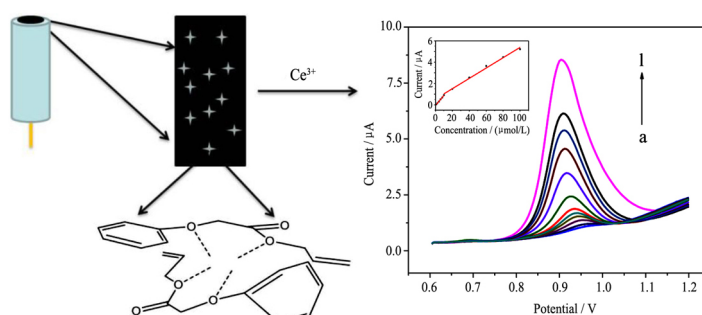 Ce³⁺
O
O
O
O
O
O
10.0
7.5
5.0
2.5
0.0
Current / μA
0.6
0.7
0.8
0.9
1.0
1.1
1.2
Potential / V
6
4
2
0
Current / μA
0
20
40
60
80
100
Concentration / (μmol/L)
l
a